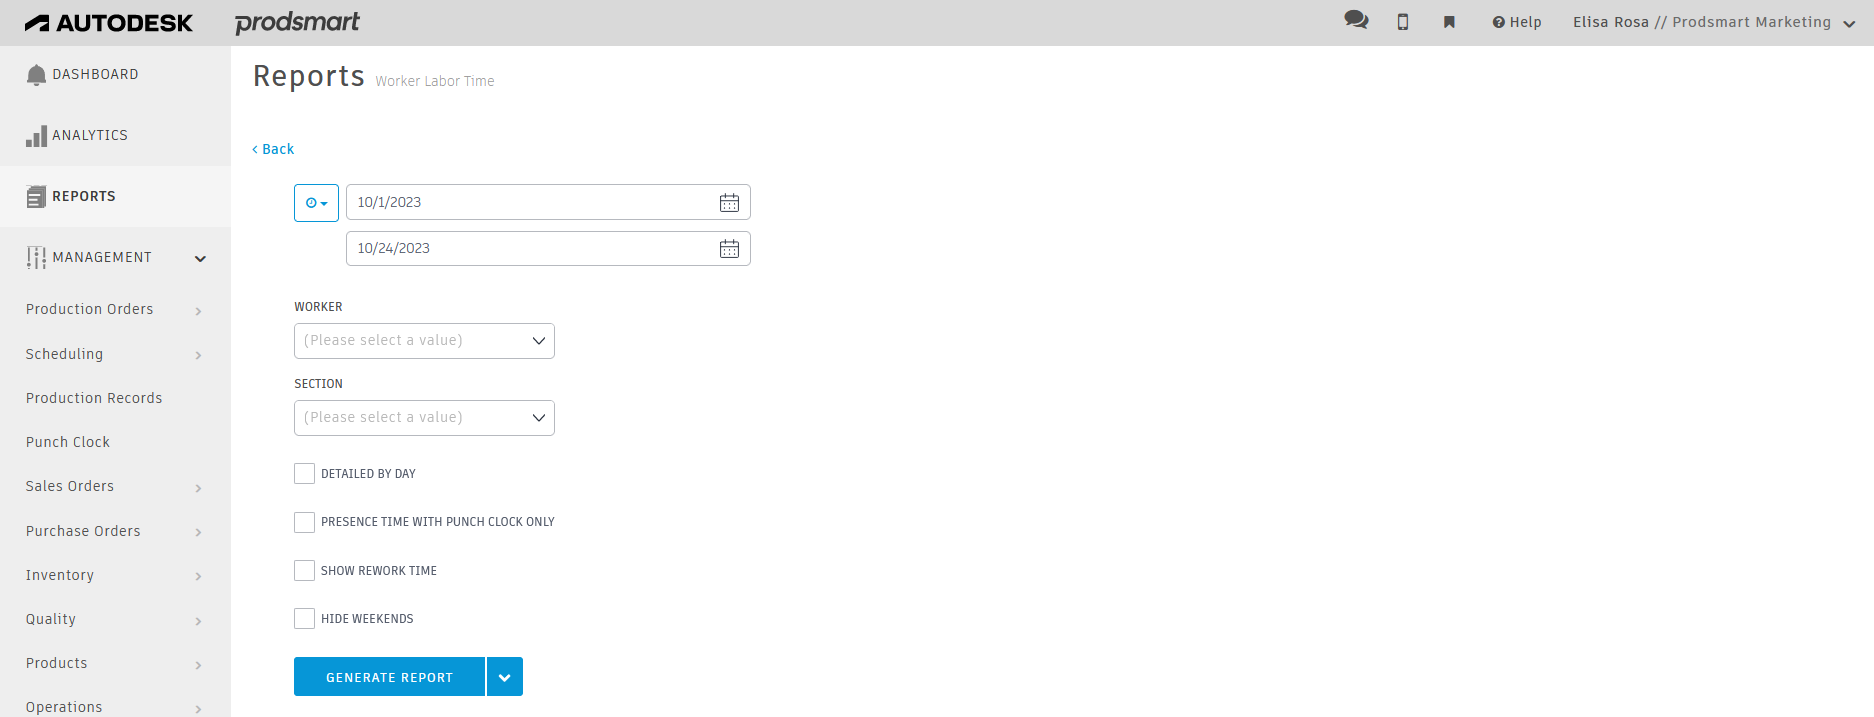 AUTODESK prodsmart
Help Elisa Rosa // Prodsmart Marketing
DASHBOARD
ANALYTICS
REPORTS
MANAGEMENT
Production Orders
Scheduling
Production Records
Punch Clock
Sales Orders
Purchase Orders
Inventory
Quality
Products
Operations
Reports Worker Labor Time
Back
10/1/2023
10/24/2023
WORKER
(Please select a value)
SECTION
(Please select a value)
DETAILED BY DAY
PRESENCE TIME WITH PUNCH CLOCK ONLY
SHOW REWORK TIME
HIDE WEEKENDS
GENERATE REPORT